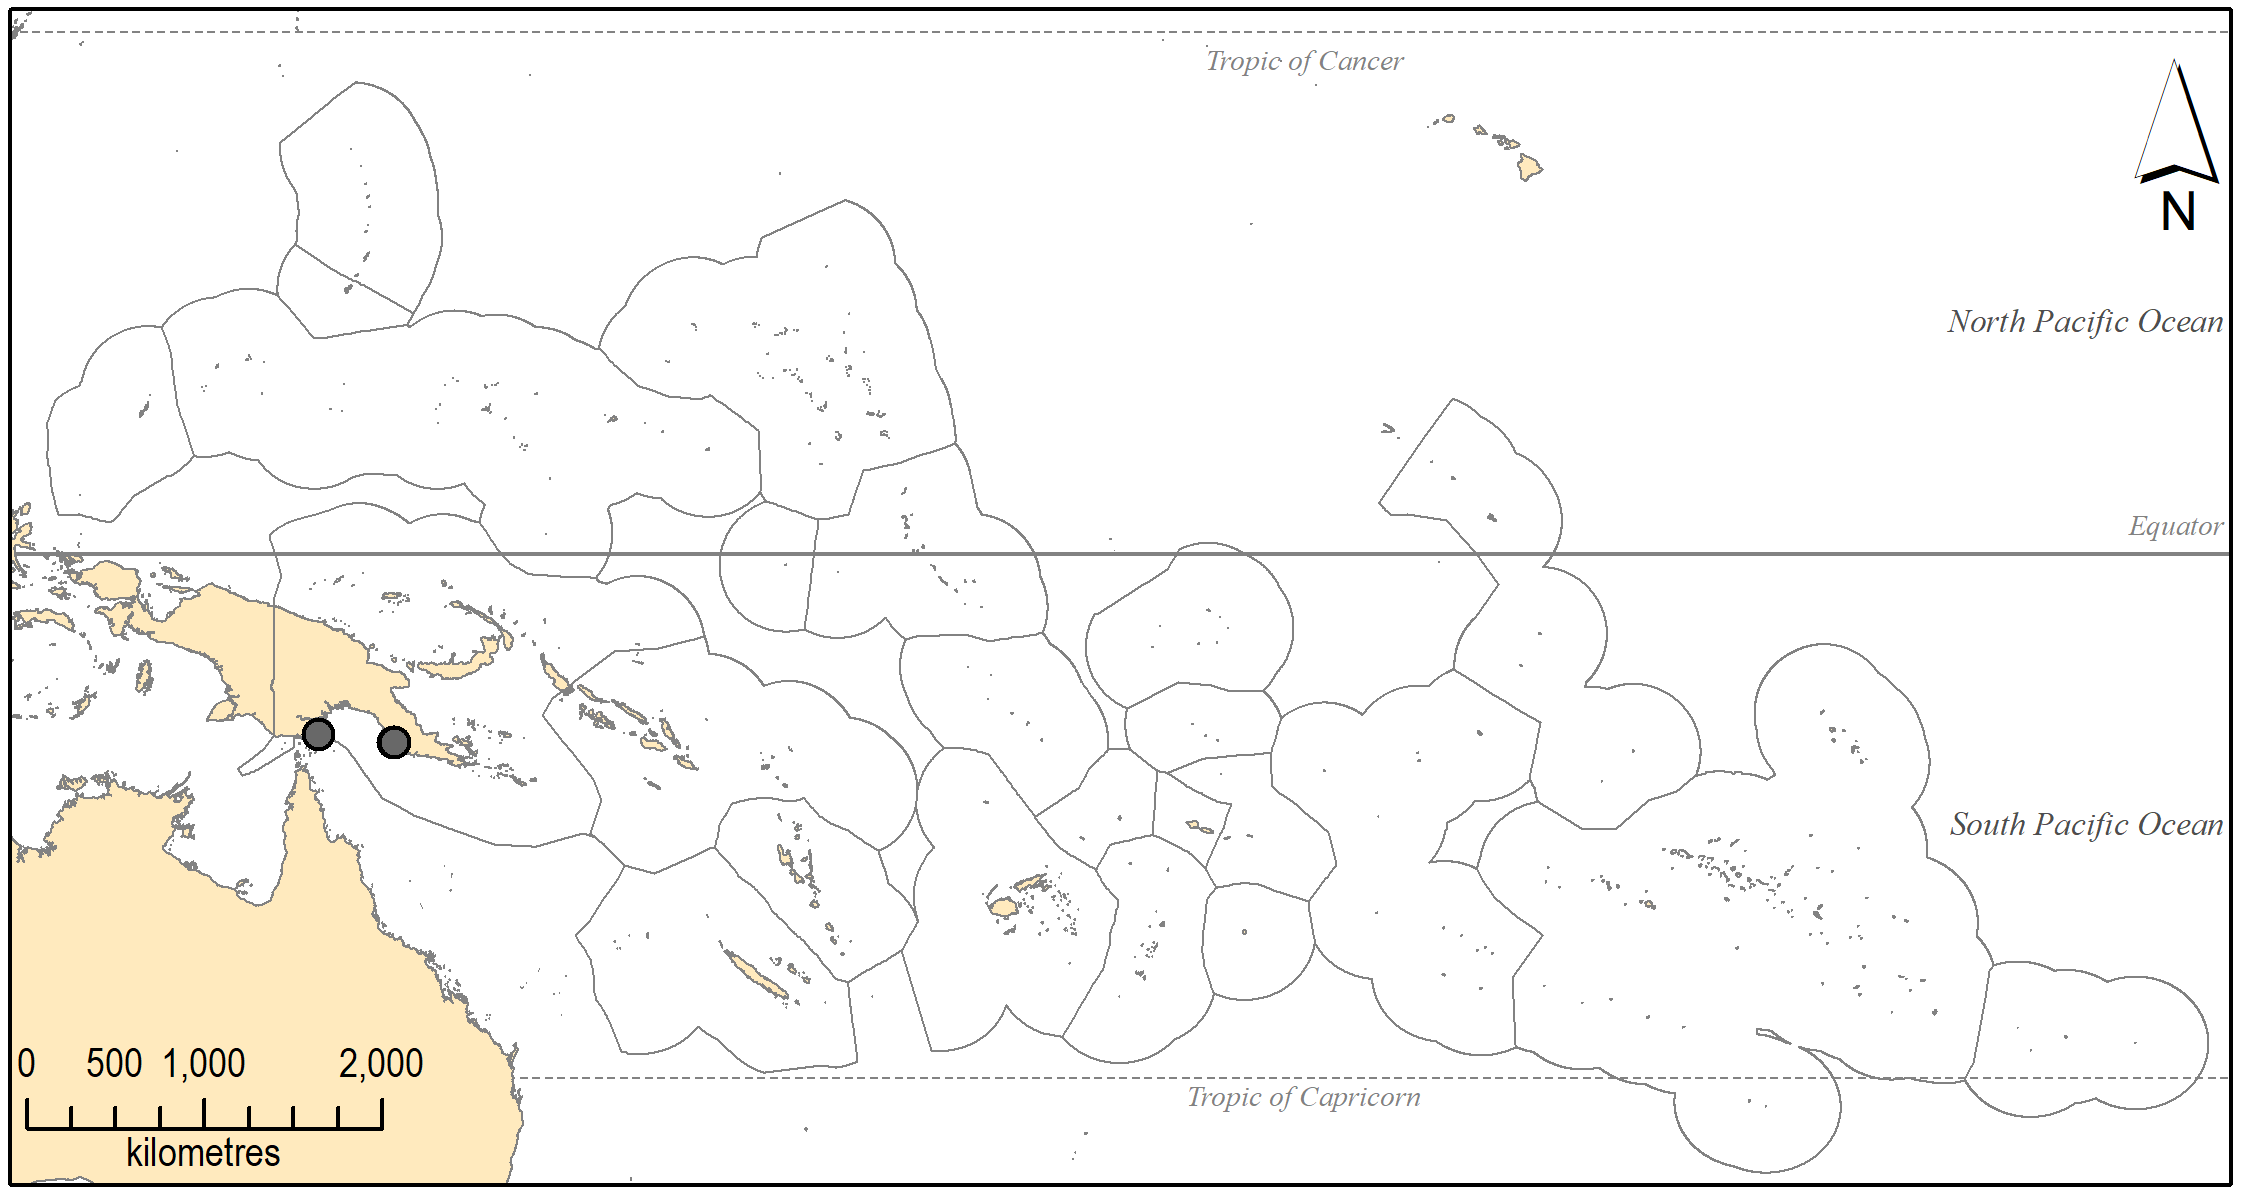 Tropic of Cancer
N
North Pacific Ocean
Equator
South Pacific Ocean
0 500 1,000 2,000
kilometres
Tropic of Capricorn